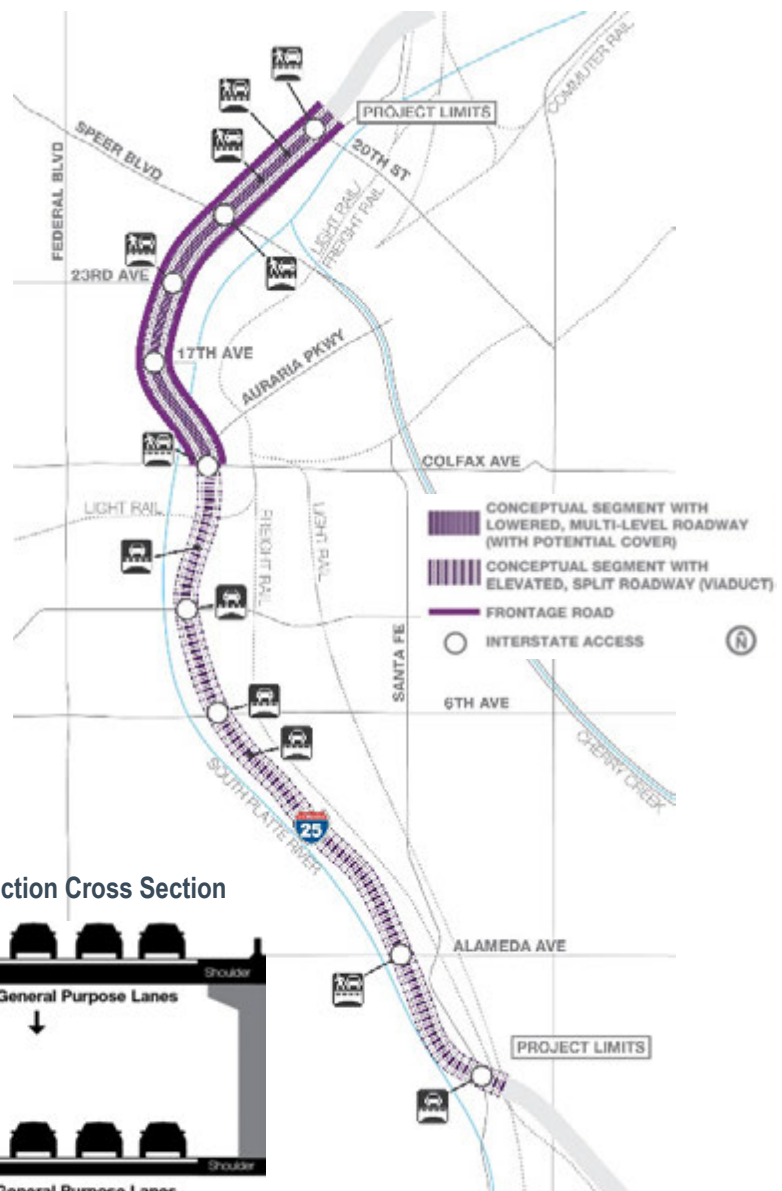 COMMUTER RAIL
PROJECT LIMITS
SPEER BLVD
20TH ST
FEDERAL BLVD
LIGHT RAIL/
FREIGHT RAIL
23RD AVE
17TH AVE
AURARIA PKWY
COLFAX AVE
LIGHT RAIL
FREIGHT RAIL
LIGHT RAIL
CONCEPTUAL SEGMENT WITH
LOWERED, MULTI-LEVEL ROADWAY
(WITH POTENTIAL COVER)
CONCEPTUAL SEGMENT WITH
ELEVATED, SPLIT ROADWAY (VIADUCT)
FRONTAGE ROAD
INTERSTATE ACCESS
N
SANTA FE
6TH AVE
CHERRY CREEK
SOUTH PLATTE RIVER
25
ction Cross Section
ALAMEDA AVE
Shoulder
General Purpose Lanes
PROJECT LIMITS
Shoulder
General Purpose Lanes